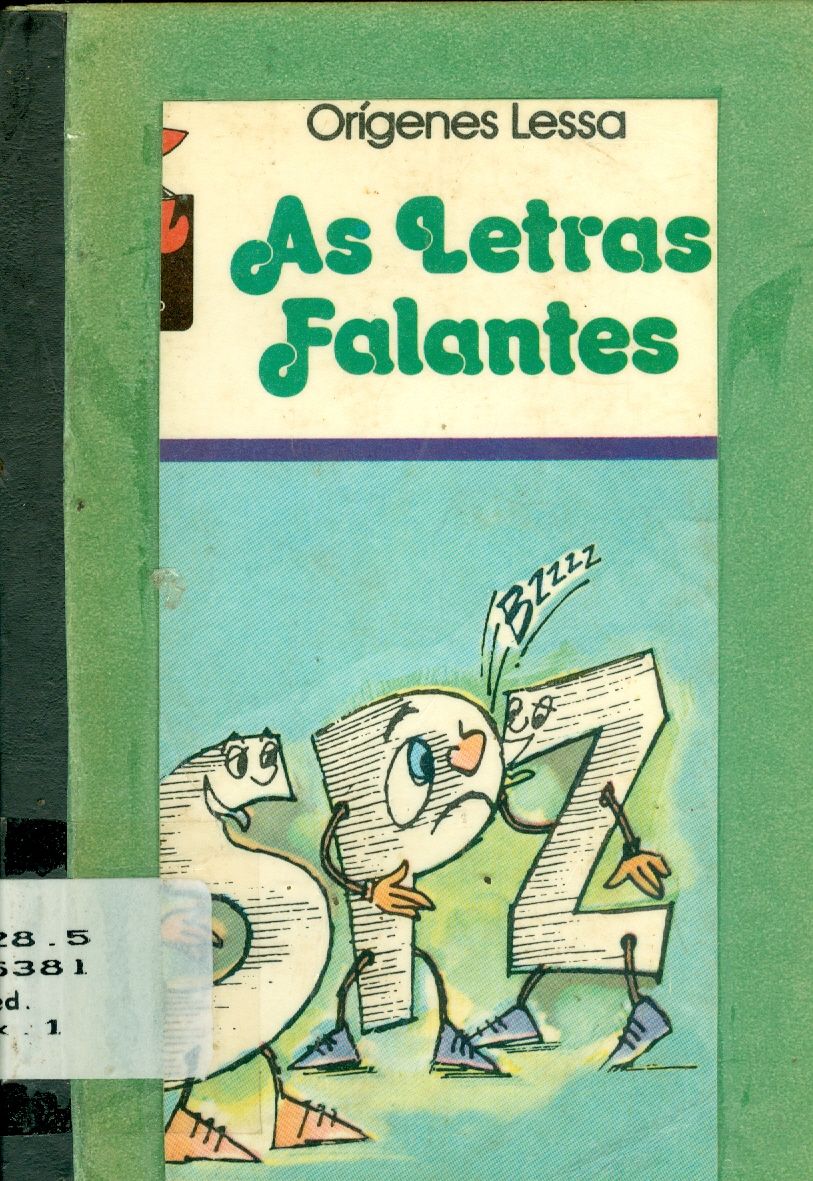 Orígenes Lessa
As Letras
Falantes
Bzzzz
28.5
6381
ed.
. 1